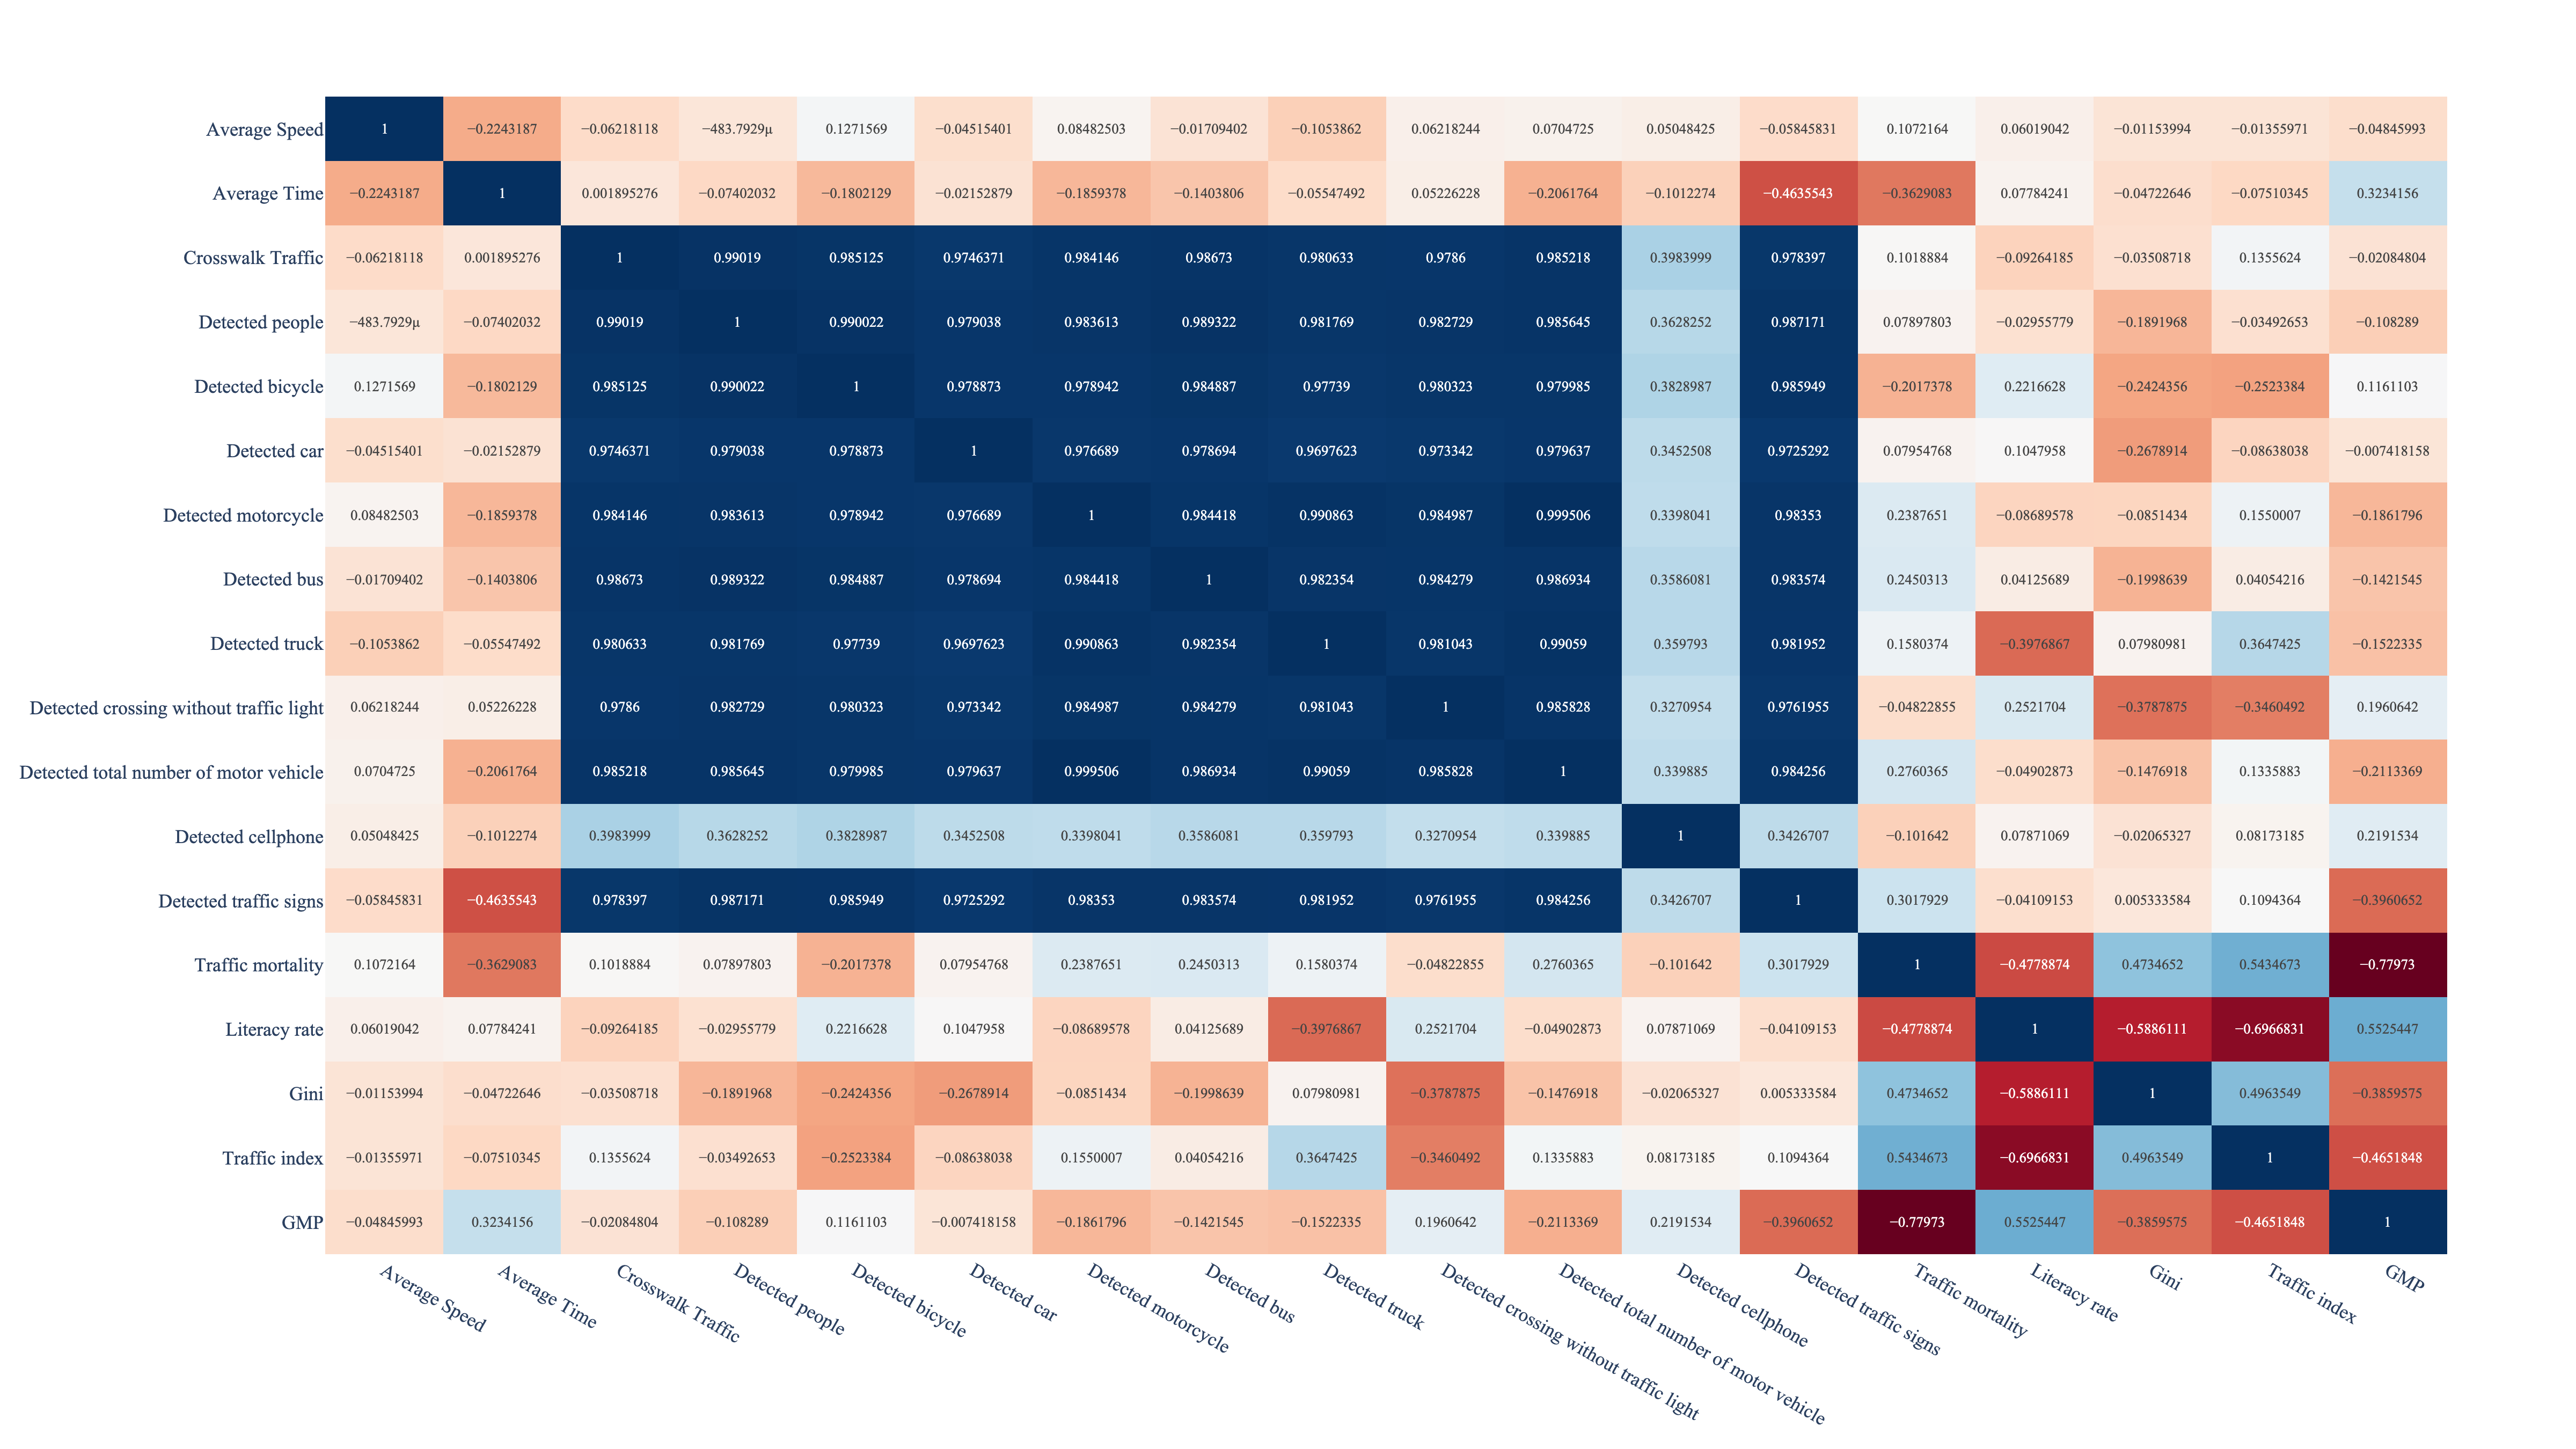 Average Speed 1 −0.2243187 −0.06218118 −483.7929μ 0.1271569 −0.04515401 0.08482503 −0.01709402 −0.1053862 0.06218244 0.0704725 0.05048425 −0.05845831 0.1072164 0.06019042 −0.01153994 −0.01355971 −0.04845993
Average Time −0.2243187 1 0.001895276 −0.07402032 −0.1802129 −0.02152879 −0.1859378 −0.1403806 −0.05547492 0.05226228 −0.2061764 −0.1012274 −0.4635543 −0.3629083 0.07784241 −0.04722646 −0.07510345 0.3234156
Crosswalk Traffic −0.06218118 0.001895276 1 0.99019 0.985125 0.9746371 0.984146 0.98673 0.980633 0.9786 0.985218 0.3983999 0.978397 0.1018884 −0.09264185 −0.03508718 0.1355624 −0.02084804
Detected people −483.7929μ −0.07402032 0.99019 1 0.990022 0.979038 0.983613 0.989322 0.981769 0.982729 0.985645 0.3628252 0.987171 0.07897803 −0.02955779 −0.1891968 −0.03492653 −0.108289
Detected bicycle 0.1271569 −0.1802129 0.985125 0.990022 1 0.978873 0.978942 0.984887 0.97739 0.980323 0.979985 0.3828987 0.985949 −0.2017378 0.2216628 −0.2424356 −0.2523384 0.1161103
Detected car −0.04515401 −0.02152879 0.9746371 0.979038 0.978873 1 0.976689 0.978694 0.9697623 0.973342 0.979637 0.3452508 0.9725292 0.07954768 0.1047958 −0.2678914 −0.08638038 −0.007418158
Detected motorcycle 0.08482503 −0.1859378 0.984146 0.983613 0.978942 0.976689 1 0.984418 0.990863 0.984987 0.999506 0.3398041 0.98353 0.2387651 −0.08689578 −0.0851434 0.1550007 −0.1861796
Detected bus −0.01709402 −0.1403806 0.98673 0.989322 0.984887 0.978694 0.984418 1 0.982354 0.984279 0.986934 0.3586081 0.983574 0.2450313 0.04125689 −0.1998639 0.04054216 −0.1421545
Detected truck −0.1053862 −0.05547492 0.980633 0.981769 0.97739 0.9697623 0.990863 0.982354 1 0.981043 0.99059 0.359793 0.981952 0.1580374 −0.3976867 0.07980981 0.3647425 −0.1522335
Detected crossing without traffic light 0.06218244 0.05226228 0.9786 0.982729 0.980323 0.973342 0.984987 0.984279 0.981043 1 0.985828 0.3270954 0.9761955 −0.04822855 0.2521704 −0.3787875 −0.3460492 0.1960642
Detected total number of motor vehicle 0.0704725 −0.2061764 0.985218 0.985645 0.979985 0.979637 0.999506 0.986934 0.99059 0.985828 1 0.339885 0.984256 0.2760365 −0.04902873 −0.1476918 0.1335883 −0.2113369
Detected cellphone 0.05048425 −0.1012274 0.3983999 0.3628252 0.3828987 0.3452508 0.3398041 0.3586081 0.359793 0.3270954 0.339885 1 0.3426707 −0.101642 0.07871069 −0.02065327 0.08173185 0.2191534
Detected traffic signs −0.05845831 −0.4635543 0.978397 0.987171 0.985949 0.9725292 0.98353 0.983574 0.981952 0.9761955 0.984256 0.3426707 1 0.3017929 −0.04109153 0.005333584 0.1094364 −0.3960652
Traffic mortality 0.1072164 −0.3629083 0.1018884 0.07897803 −0.2017378 0.07954768 0.2387651 0.2450313 0.1580374 −0.04822855 0.2760365 −0.101642 0.3017929 1 −0.4778874 0.4734652 0.5434673 −0.77973
Literacy rate 0.06019042 0.07784241 −0.09264185 −0.02955779 0.2216628 0.1047958 −0.08689578 0.04125689 −0.3976867 0.2521704 −0.04902873 0.07871069 −0.04109153 −0.4778874 1 −0.5886111 −0.6966831 0.5525447
Gini −0.01153994 −0.04722646 −0.03508718 −0.1891968 −0.2424356 −0.2678914 −0.0851434 −0.1998639 0.07980981 −0.3787875 −0.1476918 −0.02065327 0.005333584 0.4734652 −0.5886111 1 0.4963549 −0.3859575
Traffic index −0.01355971 −0.07510345 0.1355624 −0.03492653 −0.2523384 −0.08638038 0.1550007 0.04054216 0.3647425 −0.3460492 0.1335883 0.08173185 0.1094364 0.5434673 −0.6966831 0.4963549 1 −0.4651848
GMP −0.04845993 0.3234156 −0.02084804 −0.108289 0.1161103 −0.007418158 −0.1861796 −0.1421545 −0.1522335 0.1960642 −0.2113369 0.2191534 −0.3960652 −0.77973 0.5525447 −0.3859575 −0.4651848 1
Average Speed
Average Time
Crosswalk Traffic
Detected people
Detected bicycle
Detected car
Detected motorcycle
Detected bus
Detected truck
Detected crossing without traffic light
Detected total number of motor vehicle
Detected cellphone
Detected traffic signs
Traffic mortality
Literacy rate
Gini
Traffic index
GMP